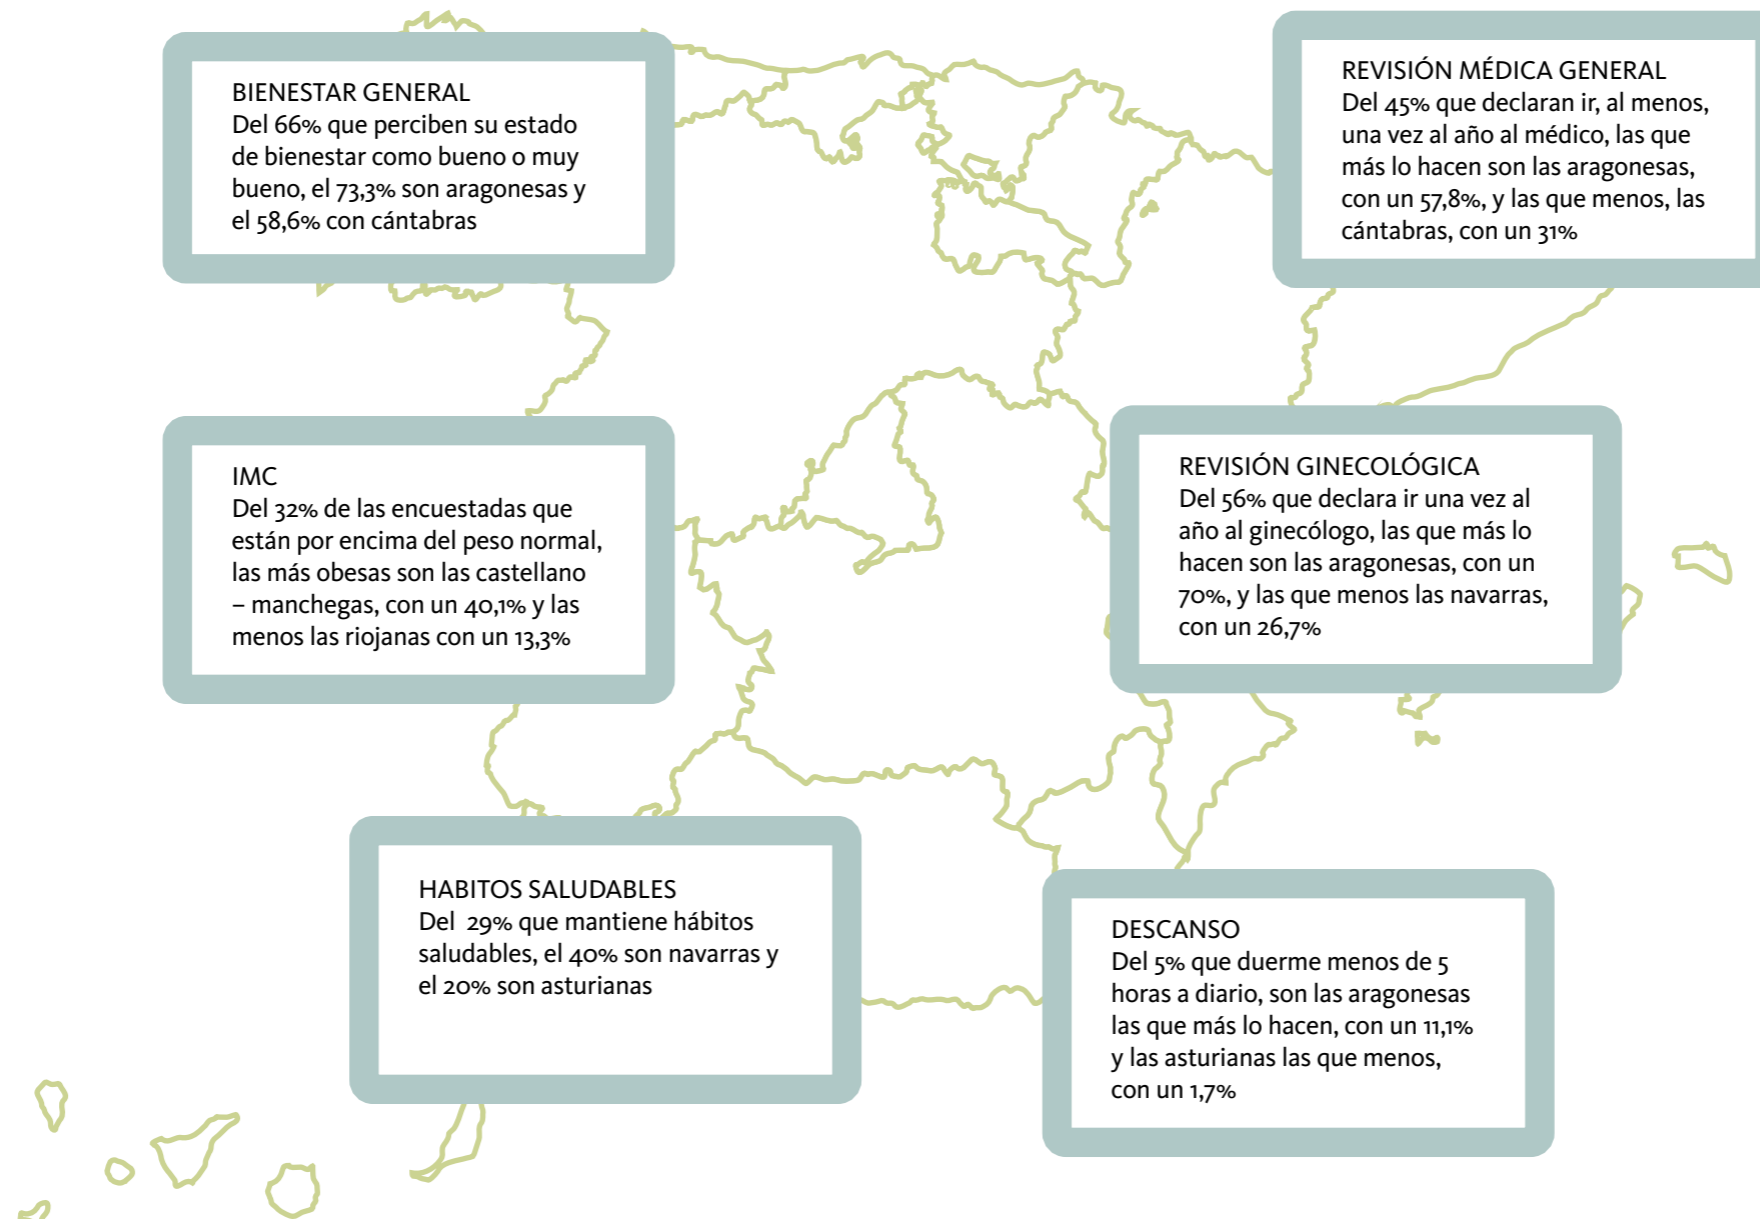 BIENESTAR GENERAL
Del 66% que perciben su estado
de bienestar como bueno o muy
bueno, el 73,3% son aragonesas y
el 58,6% con cántabras
REVISIÓN MÉDICA GENERAL
Del 45% que declaran ir, al menos,
una vez al año al médico, las que
más lo hacen son las aragonesas,
con un 57,8%, y las que menos, las
cántabras, con un 31%
IMC
Del 32% de las encuestadas que
están por encima del peso normal,
las más obesas son las castellano
– manchegas, con un 40,1% y las
menos las riojanas con un 13,3%
REVISIÓN GINECOLÓGICA
Del 56% que declara ir una vez al
año al ginecólogo, las que más lo
hacen son las aragonesas, con un
70%, y las que menos las navarras,
con un 26,7%
HABITOS SALUDABLES
Del 29% que mantiene hábitos
saludables, el 40% son navarras y
el 20% son asturianas
DESCANSO
Del 5% que duerme menos de 5
horas a diario, son las aragonesas
las que más lo hacen, con un 11,1%
y las asturianas las que menos,
con un 1,7%